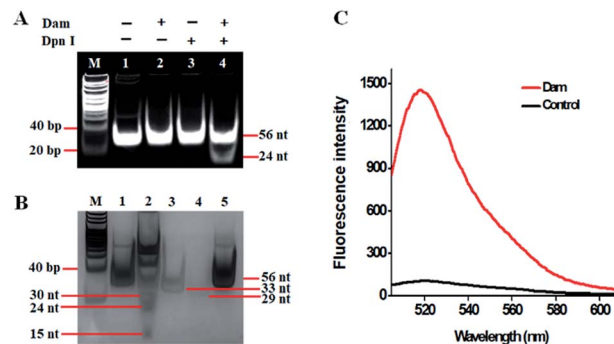 A
Dam − + − +
Dpn I − − + +
M 1 2 3 4
40 bp
20 bp
56 nt
24 nt
B
M 1 2 3 4 5
40 bp
30 nt
24 nt
15 nt
56 nt
33 nt
29 nt
C
Fluorescence intensity
1500
1200
900
600
300
0
Dam
Control
520 540 560 580 600
Wavelength (nm)